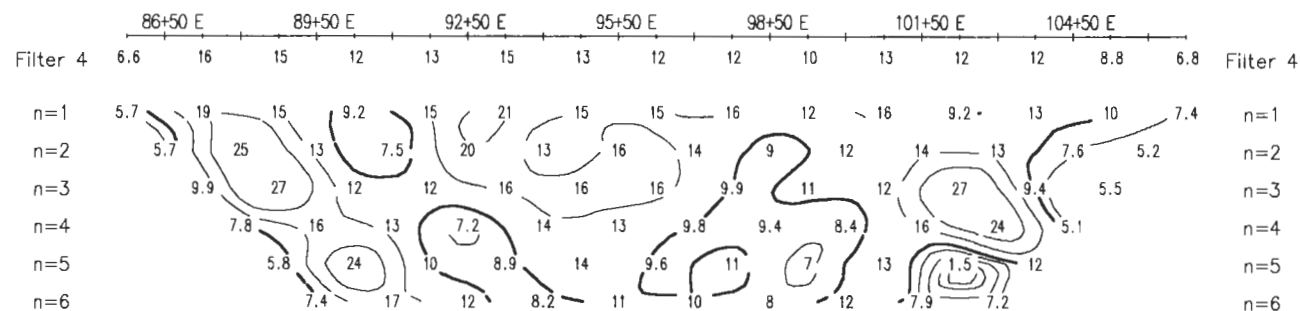 86+50 E 89+50 E 92+50 E 95+50 E 98+50 E 101+50 E 104+50 E
Filter 4 6.6 16 15 12 13 15 13 12 12 10 13 12 12 8.8 6.8 Filter 4
n=1 5.7 19 15 9.2 15 21 15 15 16 12 16 9.2 13 10 7.4 n=1
n=2 5.7 25 13 7.5 20 13 16 14 9 12 14 13 7.6 5.2 n=2
n=3 9.9 27 12 12 16 16 16 9.9 11 12 27 9.4 5.5 n=3
n=4 7.8 16 13 7.2 14 13 9.8 9.4 8.4 16 24 5.1 n=4
n=5 5.8 24 10 8.9 14 9.6 11 7 13 1.5 12 n=5
n=6 7.4 17 12 8.2 11 10 8 12 7.9 7.2 n=6